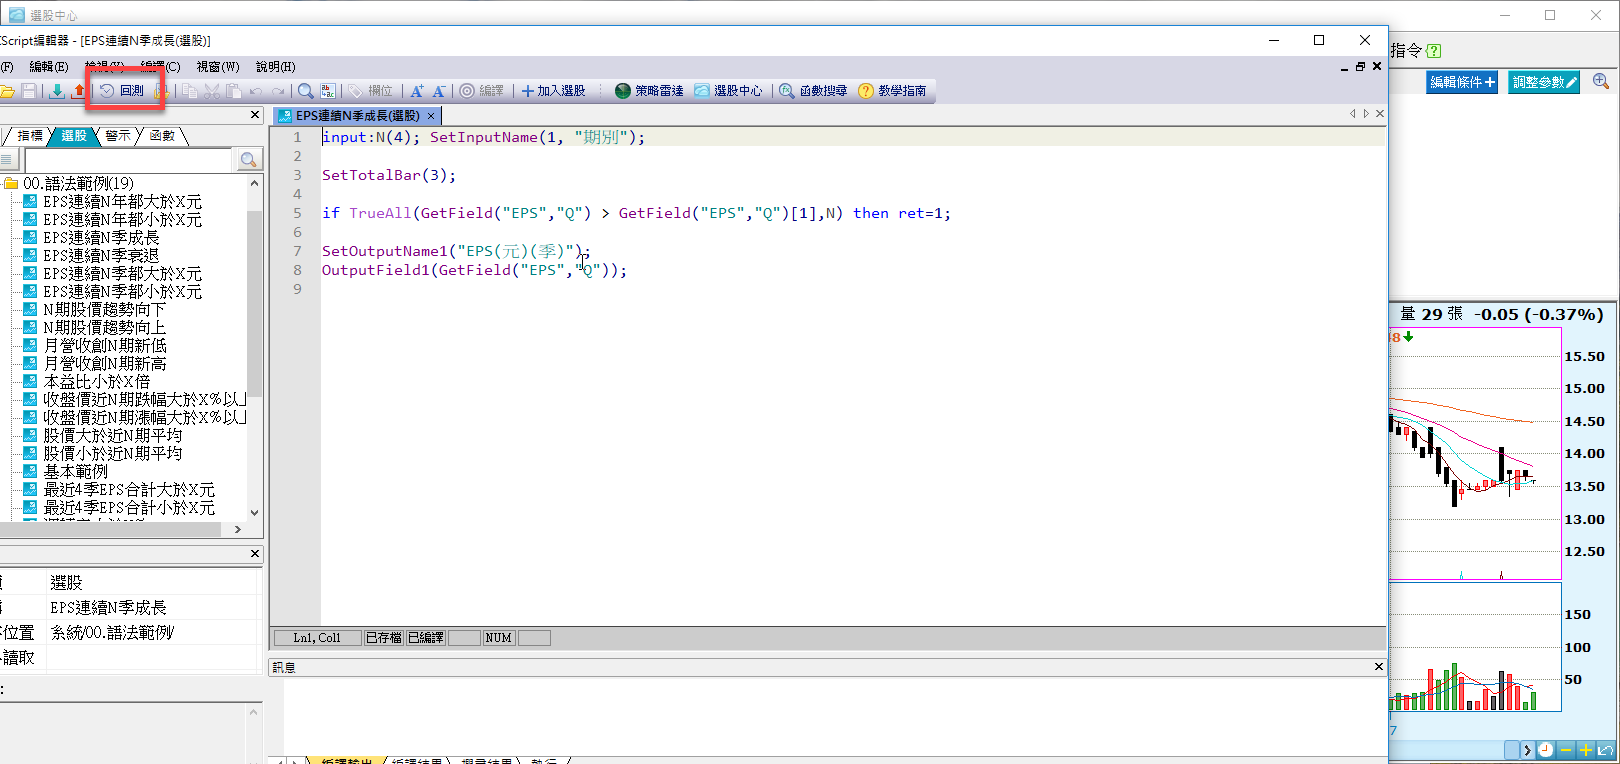 選股中心
Script編輯器 - [EPS連續N季成長(選股)]
(F) 編輯(E) 檢視(V) 編譯(C) 視窗(W) 說明(H)
回測 欄位 A+ A- 編譯 加入選股 策略雷達 選股中心 函數搜尋 教學指南
指令
編輯條件+ 調整參數
指標 選股 警示 函數
EPS連續N季成長(選股)
00.語法範例(19)
EPS連續N年都大於X元
EPS連續N年都小於X元
EPS連續N季成長
EPS連續N季衰退
EPS連續N季都大於X元
EPS連續N季都小於X元
N期股價趨勢向下
N期股價趨勢向上
月營收創N期新低
月營收創N期新高
本益比小於X倍
收盤價近N期跌幅大於X%以上
收盤價近N期漲幅大於X%以上
股價大於近N期平均
股價小於近N期平均
基本範例
最近4季EPS合計大於X元
最近4季EPS合計小於X元
1 input:N(4); SetInputName(1, "期別");
2
3 SetTotalBar(3);
4
5 if TrueAll(GetField("EPS","Q") > GetField("EPS","Q")[1],N) then ret=1;
6
7 SetOutputName1("EPS(元)(季)");
8 OutputField1(GetField("EPS","Q"));
9
選股
EPS連續N季成長
位置 系統/00.語法範例/
讀取
:
Ln1, Col1 已存檔 已編譯 NUM
訊息
編譯輸出 編譯結果 搜尋結果 執行
量 29 張 -0.05 (-0.37%)
8
15.50
15.00
14.50
14.00
13.50
13.00
12.50
150
100
50
7